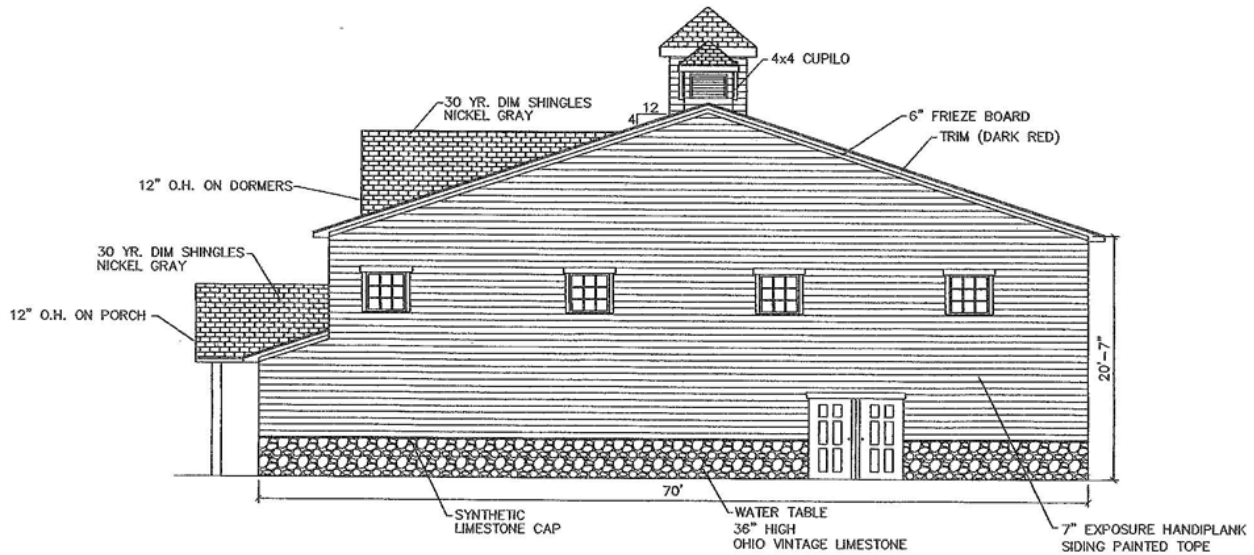 4x4 CUPILO
30 YR. DIM SHINGLES
NICKEL GRAY
12
4
6" FRIEZE BOARD
TRIM (DARK RED)
12" O.H. ON DORMERS
30 YR. DIM SHINGLES
NICKEL GRAY
12" O.H. ON PORCH
20'-7"
70'
SYNTHETIC
LIMESTONE CAP
WATER TABLE
36" HIGH
OHIO VINTAGE LIMESTONE
7" EXPOSURE HANDIPLANK
SIDING PAINTED TOPE